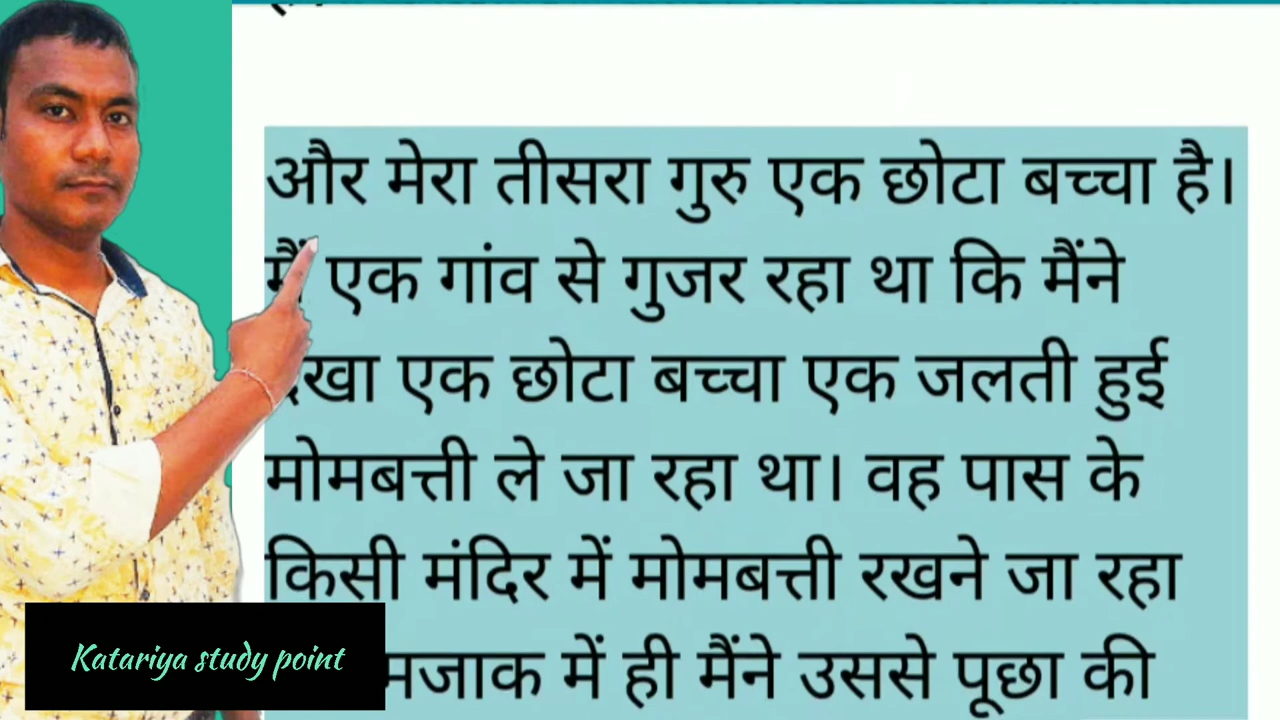 और मेरा तीसरा गुरु एक छोटा बच्चा है।
मैं एक गांव से गुजर रहा था कि मैंने
एक छोटा बच्चा एक जलती हुई
मोमबत्ती ले जा रहा था। वह पास के
किसी मंदिर में मोमबत्ती रखने जा रहा
मजाक में ही मैंने उससे पूछा की
Katariya study point